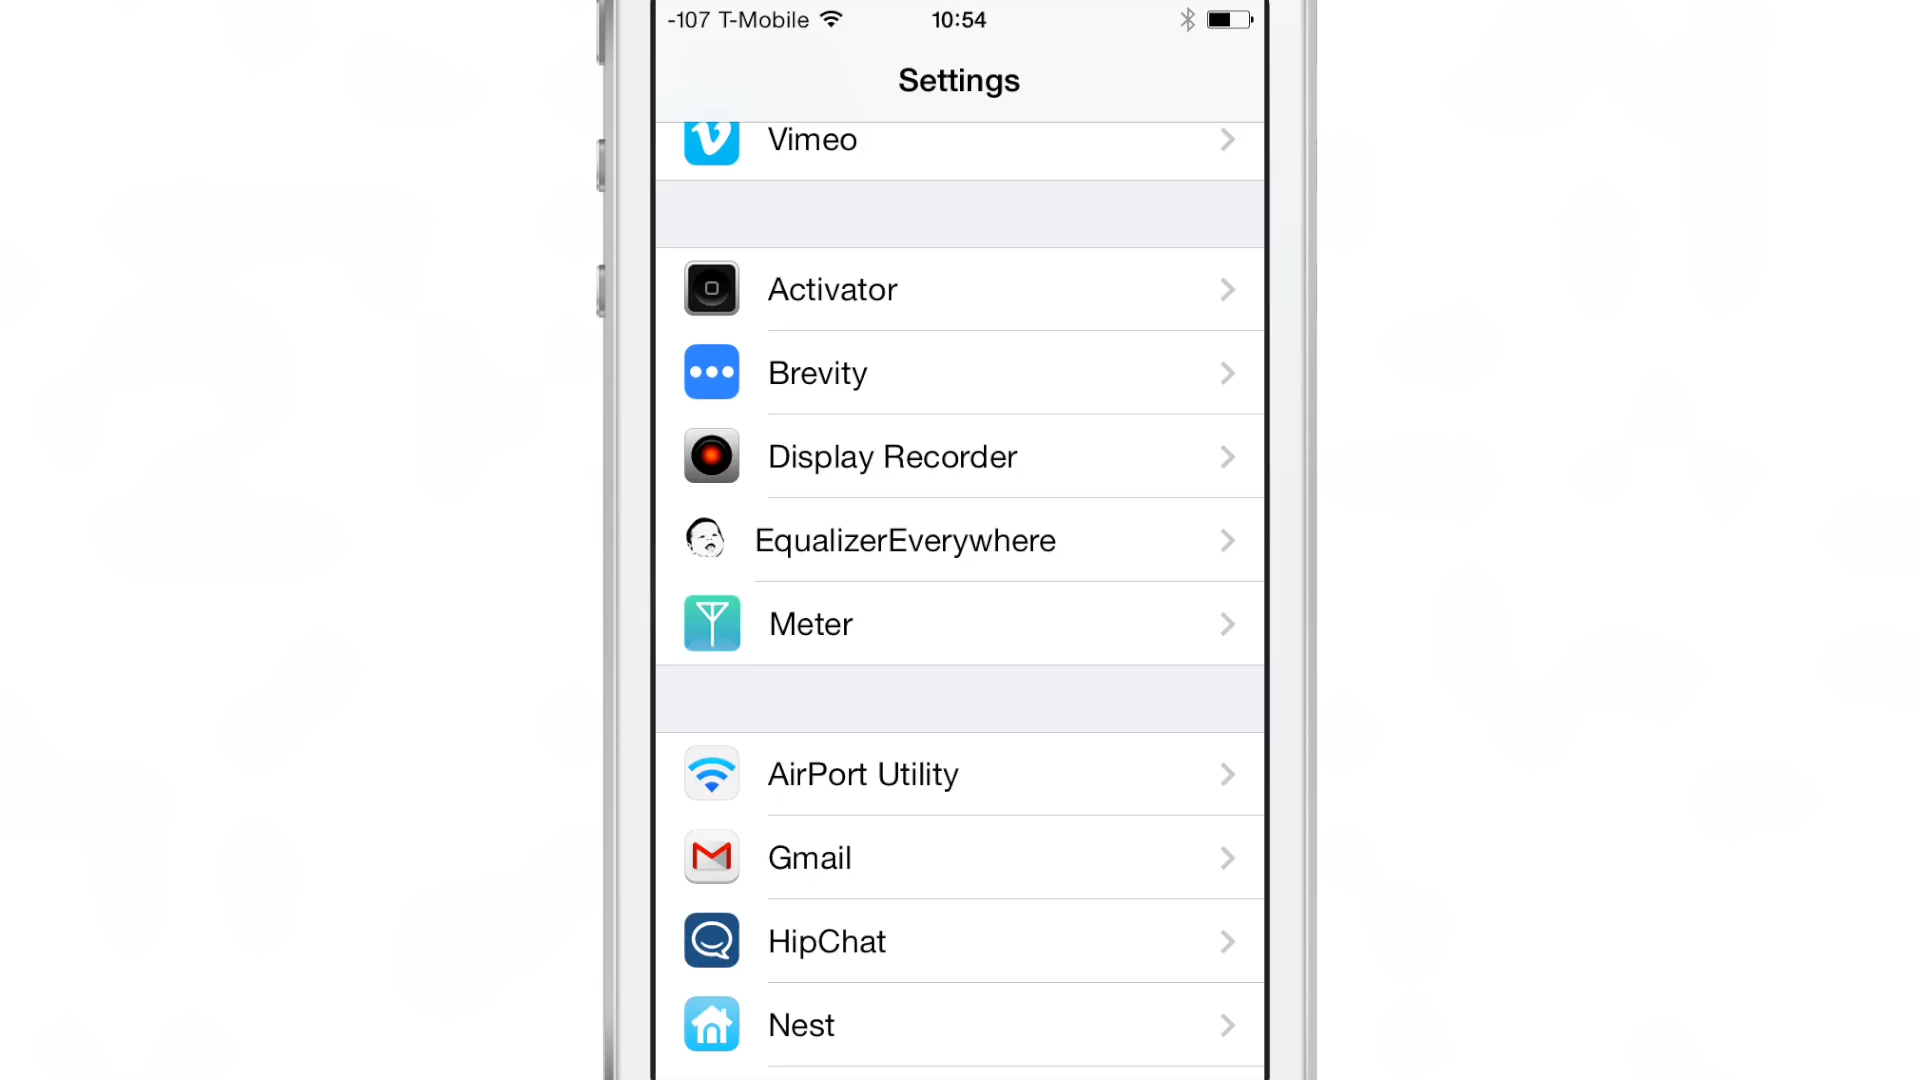 -107 T-Mobile 10:54
Settings
Vimeo
Activator
Brevity
Display Recorder
EqualizerEverywhere
Meter
AirPort Utility
Gmail
HipChat
Nest